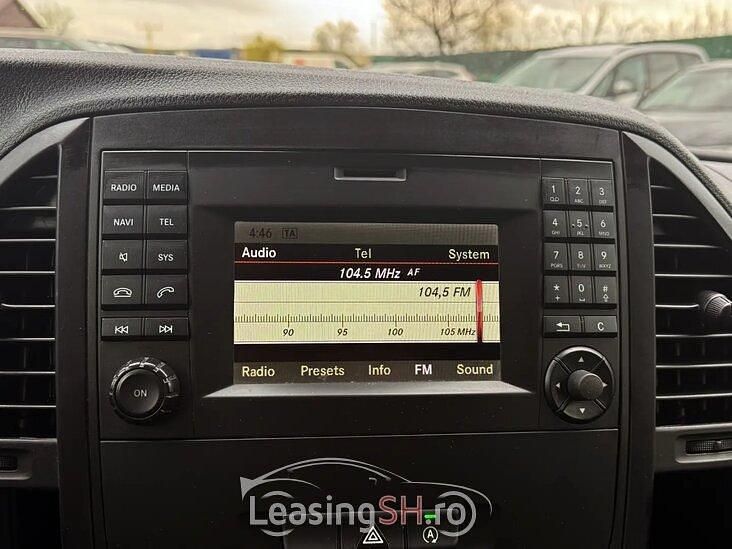 4:46 TA
Audio Tel System
104.5 MHz AF
104,5 FM
90 95 100 105 MHz
Radio Presets Info FM Sound
RADIO MEDIA
NAVI TEL
SYS
ON
1 2 3
QO ABC DEF
4 5 6
GHI JKL MNO
7 8 9
PQRS TUV WXYZ
* 0 #
+
C
A
LeasingSH.ro